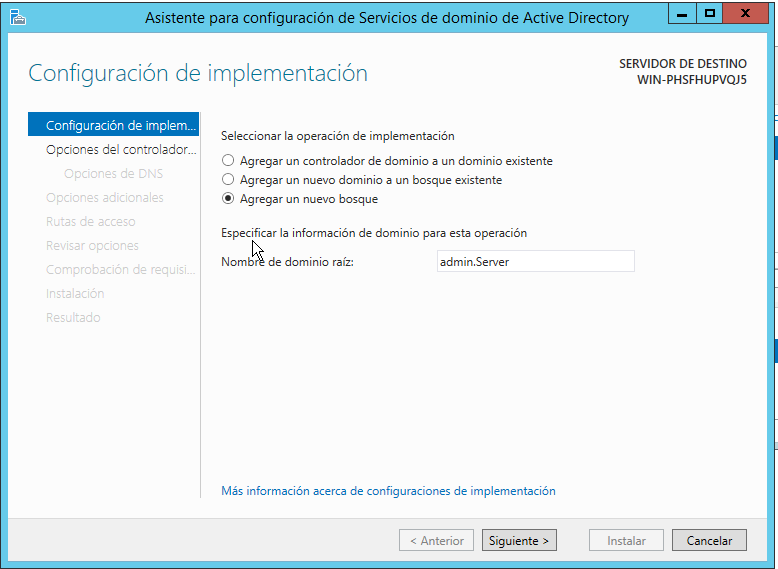 Asistente para configuración de Servicios de dominio de Active Directory
Configuración de implementación
SERVIDOR DE DESTINO
WIN-PHSFHUPVQJ5
Configuración de implem...
Opciones del controlador...
Opciones de DNS
Opciones adicionales
Rutas de acceso
Revisar opciones
Comprobación de requisi...
Instalación
Resultado
Seleccionar la operación de implementación
Agregar un controlador de dominio a un dominio existente
Agregar un nuevo dominio a un bosque existente
Agregar un nuevo bosque
Especificar la información de dominio para esta operación
Nombre de dominio raíz:
admin.Server
Más información acerca de configuraciones de implementación
< Anterior
Siguiente >
Instalar
Cancelar